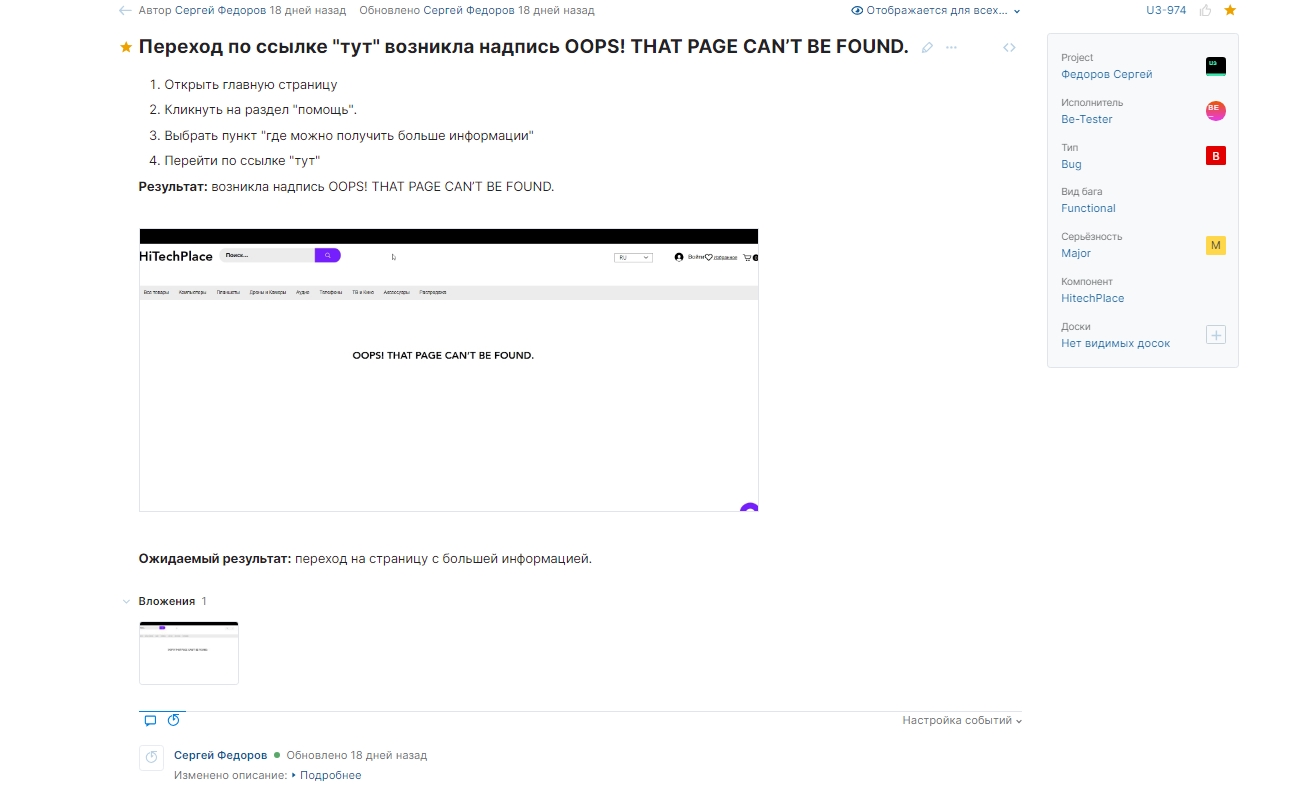 Автор Сергей Федоров 18 дней назад Обновлено Сергей Федоров 18 дней назад
Отображается для всех...
U3-974
Переход по ссылке "тут" возникла надпись OOPS! THAT PAGE CAN’T BE FOUND.
1. Открыть главную страницу
2. Кликнуть на раздел "помощь".
3. Выбрать пункт "где можно получить больше информации"
4. Перейти по ссылке "тут"
Результат: возникла надпись OOPS! THAT PAGE CAN’T BE FOUND.
HiTechPlace
Поиск...
RU
Войти
Избранное
Все товары Компьютеры Планшеты Дроны и Камеры Аудио Телефоны ТВ и Кино Аксессуары Распродажа
OOPS! THAT PAGE CAN’T BE FOUND.
Ожидаемый результат: переход на страницу с большей информацией.
Вложения 1
Настройка событий
Сергей Федоров Обновлено 18 дней назад
Изменено описание: Подробнее
Project
Федоров Сергей
U3
Исполнитель
Be-Tester
BE
Тип
Bug
B
Вид бага
Functional
Серьёзность
Major
M
Компонент
HitechPlace
Доски
Нет видимых досок